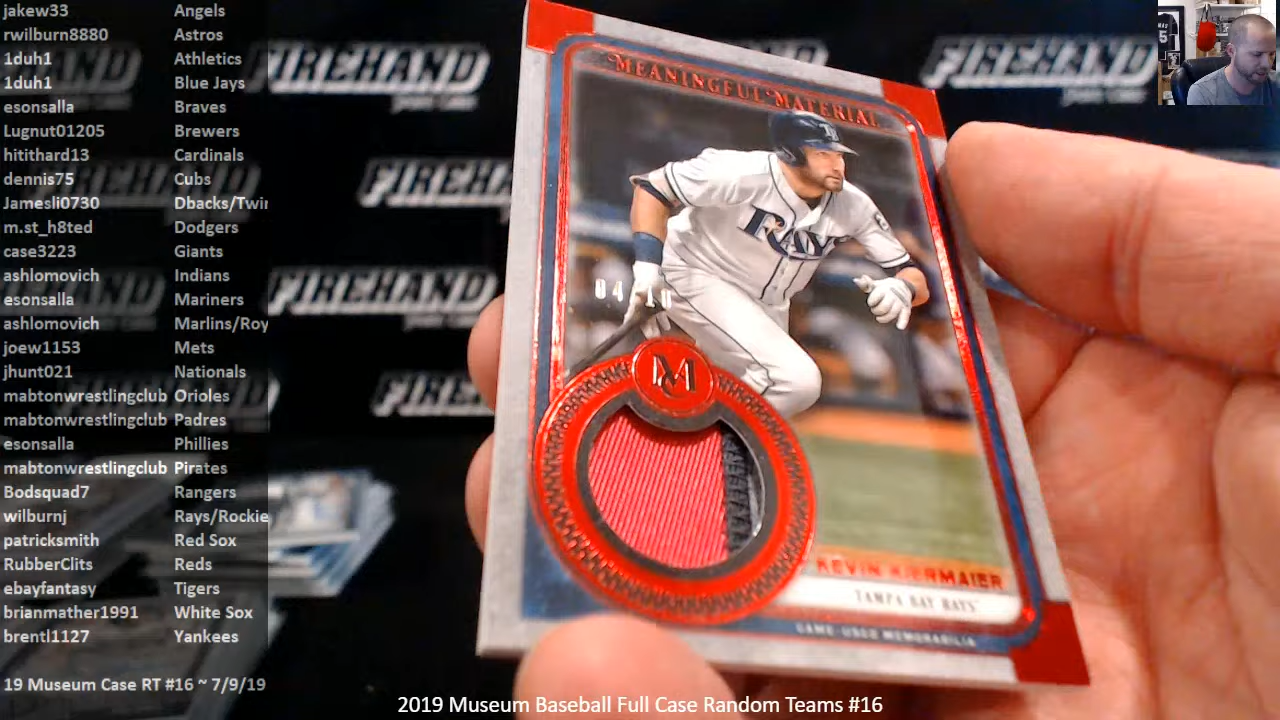 jakew33 Angels
rwilburn8880 Astros
1duh1 Athletics
1duh1 Blue Jays
esonsalla Braves
Lugnut01205 Brewers
hitithard13 Cardinals
dennis75 Cubs
Jamesli0730 Dbacks/Twin
m.st_h8ted Dodgers
case3223 Giants
ashlomovich Indians
esonsalla Mariners
ashlomovich Marlins/Roy
joew1153 Mets
jhunt021 Nationals
mabtonwrestlingclub Orioles
mabtonwrestlingclub Padres
esonsalla Phillies
mabtonwrestlingclub Pirates
Bodsquad7 Rangers
wilburnj Rays/Rockie
patricksmith Red Sox
RubberClits Reds
ebayfantasy Tigers
brianmather1991 White Sox
brentl1127 Yankees
19 Museum Case RT #16 ~ 7/9/19
FIREHAND
FIREHAND
FIREHAND
FIREHAND
FIREHAND
MEANINGFUL MATERIAL
RAYS
04/10
MC
KEVIN KIERMAIER
TAMPA BAY RAYS
GAME-USED MEMORABILIA
2019 Museum Baseball Full Case Random Teams #16